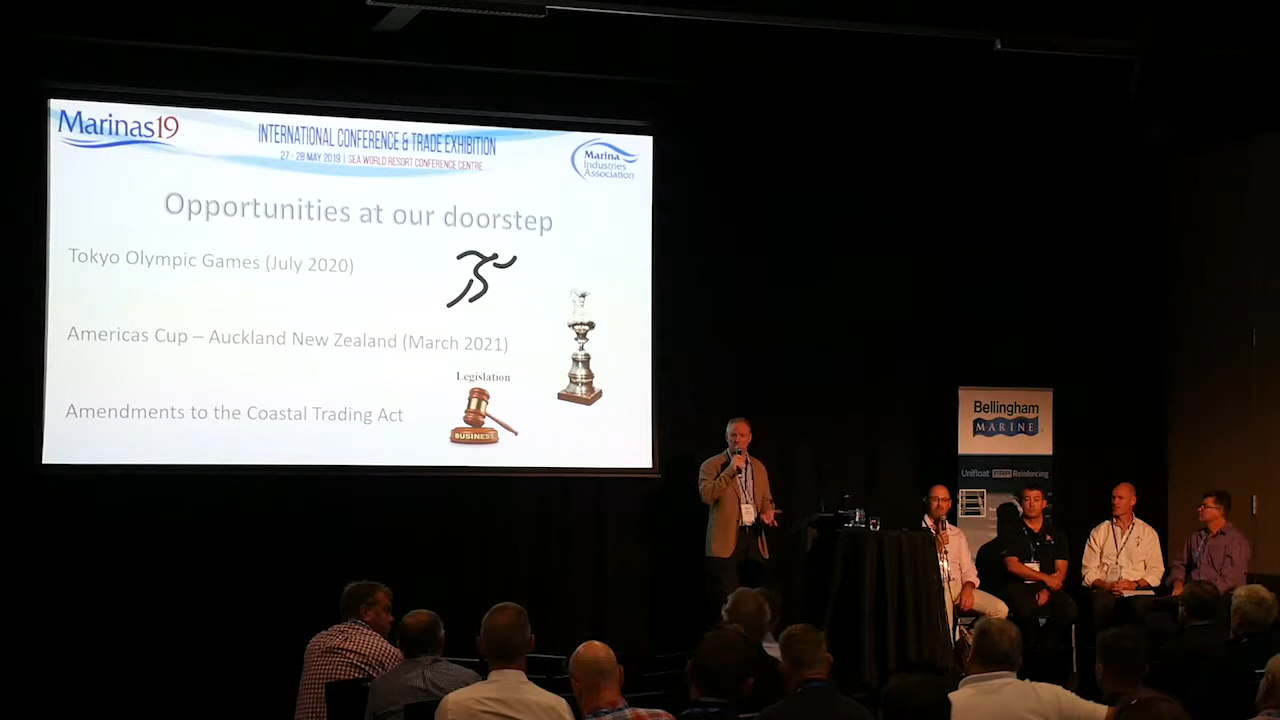 Marinas19
INTERNATIONAL CONFERENCE & TRADE EXHIBITION
27 - 28 MAY 2019 | SEA WORLD RESORT CONFERENCE CENTRE
Marina
Industries
Association
Opportunities at our doorstep
Tokyo Olympic Games (July 2020)
Americas Cup – Auckland New Zealand (March 2021)
Legislation
Amendments to the Coastal Trading Act
BUSINESS
Bellingham
MARINE
Unifloat FRP Reinforcing